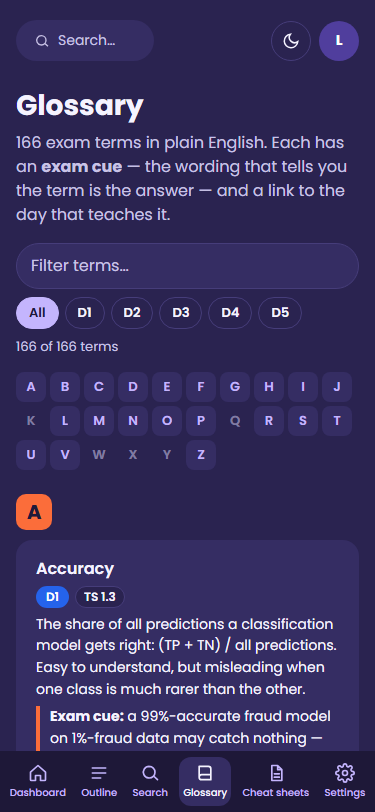 Search...
L
Glossary
166 exam terms in plain English. Each has
an exam cue — the wording that tells you
the term is the answer — and a link to the
day that teaches it.
Filter terms...
All D1 D2 D3 D4 D5
166 of 166 terms
A B C D E F G H I J
K L M N O P Q R S T
U V W X Y Z
A
Accuracy
D1 TS 1.3
The share of all predictions a classification
model gets right: (TP + TN) / all predictions.
Easy to understand, but misleading when
one class is much rarer than the other.
Exam cue: a 99%-accurate fraud model
on 1%-fraud data may catch nothing —
Dashboard Outline Search Glossary Cheat sheets Settings